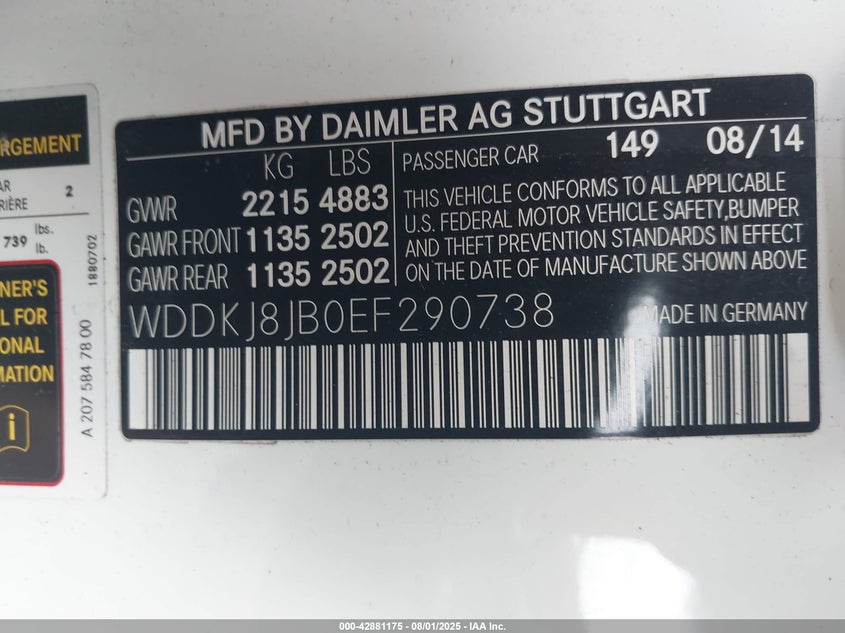 RGEMENT
AR
RIÈRE 2
739 lbs.
lb.
1880702
NER'S
L FOR
ONAL
MATION
i
A 207 584 78 00
MFD BY DAIMLER AG STUTTGART
KG LBS
GVWR 2215 4883
GAWR FRONT 1135 2502
GAWR REAR 1135 2502
PASSENGER CAR 149 08/14
THIS VEHICLE CONFORMS TO ALL APPLICABLE
U.S. FEDERAL MOTOR VEHICLE SAFETY,BUMPER
AND THEFT PREVENTION STANDARDS IN EFFECT
ON THE DATE OF MANUFACTURE SHOWN ABOVE
WDDKJ8JB0EF290738 MADE IN GERMANY
000-42881175 - 08/01/2025 - IAA Inc.